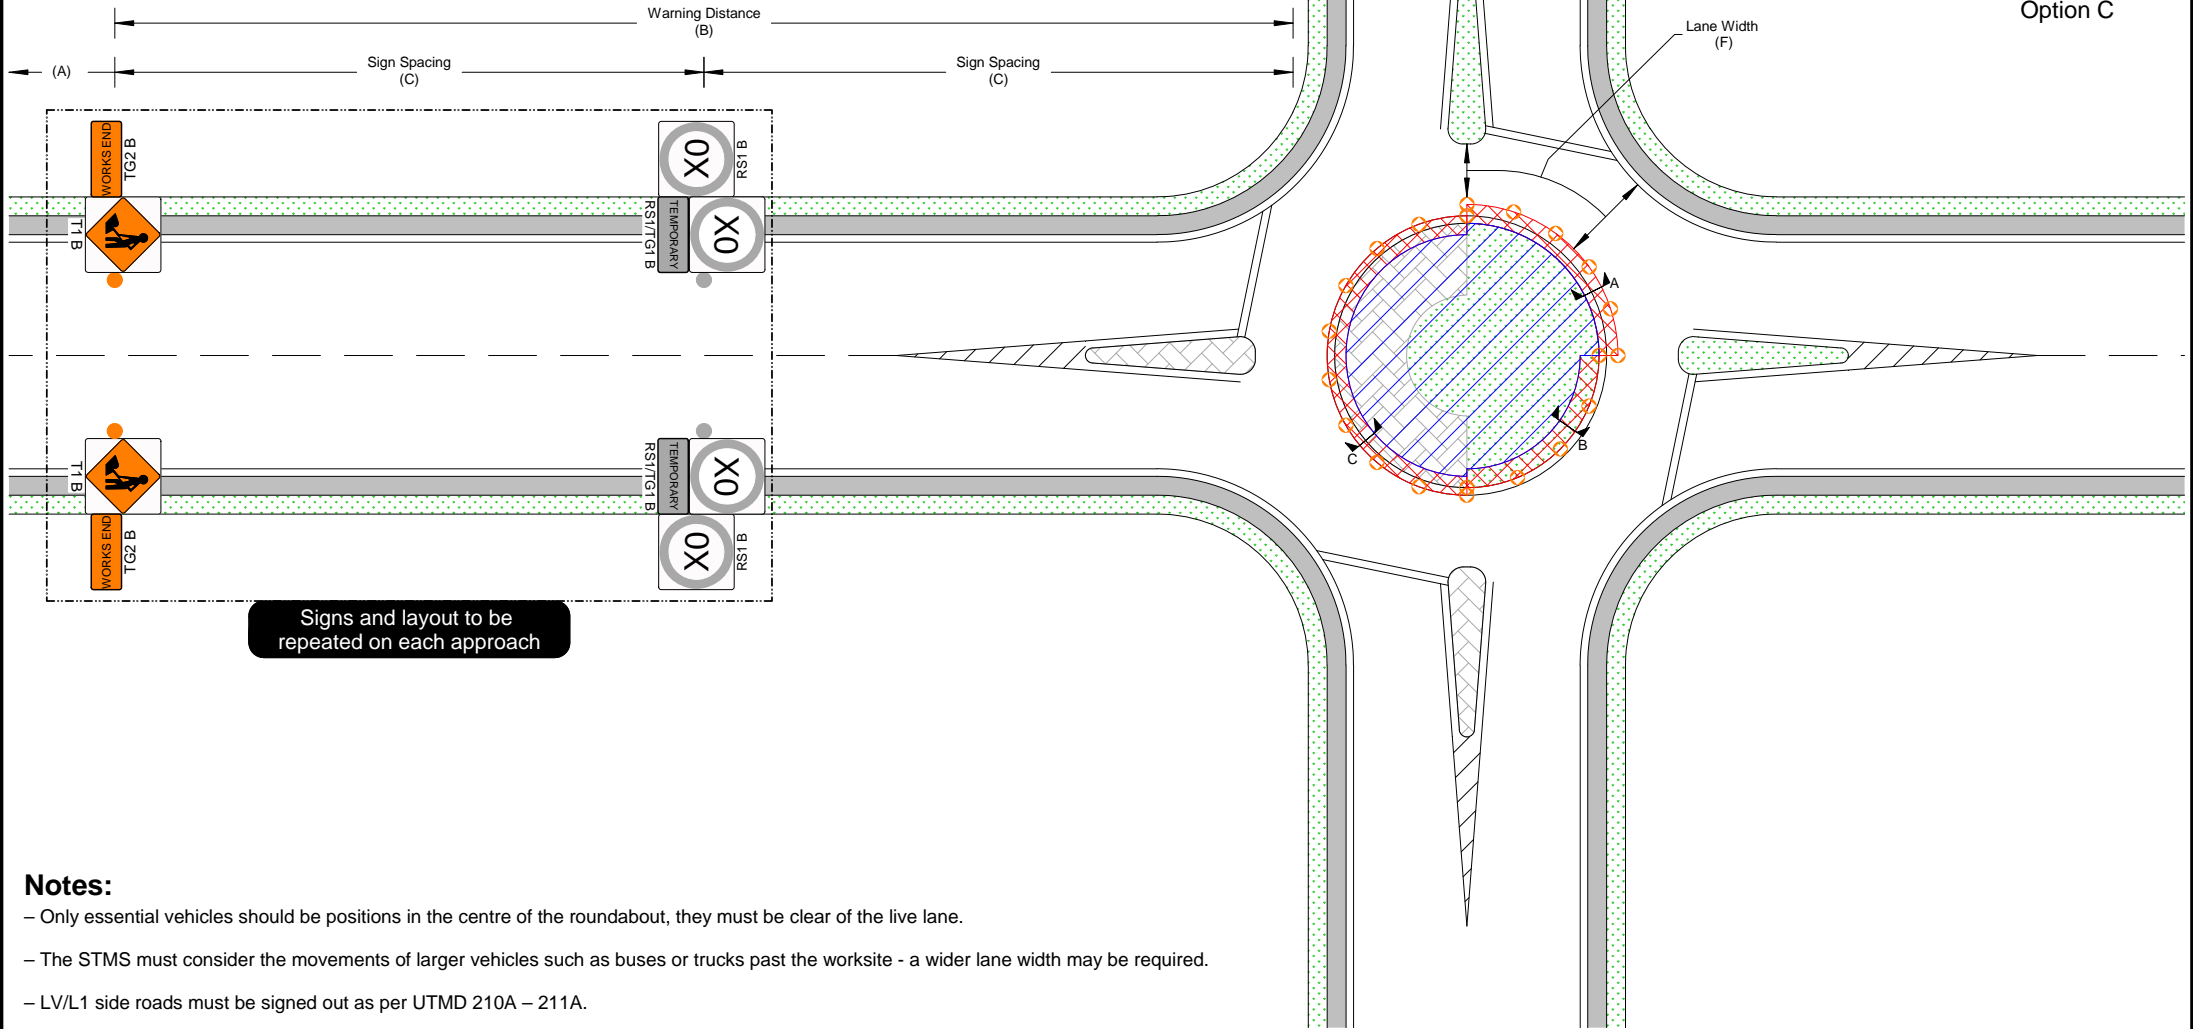 Option C
Warning Distance
(B)
Lane Width
(F)
(A)
Sign Spacing
(C)
Sign Spacing
(C)
WORKS END
TG2 B
T1 B
X0
RS1 B
TEMPORARY
X0
RS1/TG1 B
A
B
C
T1 B
WORKS END
TG2 B
TEMPORARY
X0
RS1/TG1 B
X0
RS1 B
Signs and layout to be
repeated on each approach
Notes:
– Only essential vehicles should be positions in the centre of the roundabout, they must be clear of the live lane.
– The STMS must consider the movements of larger vehicles such as buses or trucks past the worksite - a wider lane width may be required.
– LV/L1 side roads must be signed out as per UTMD 210A – 211A.